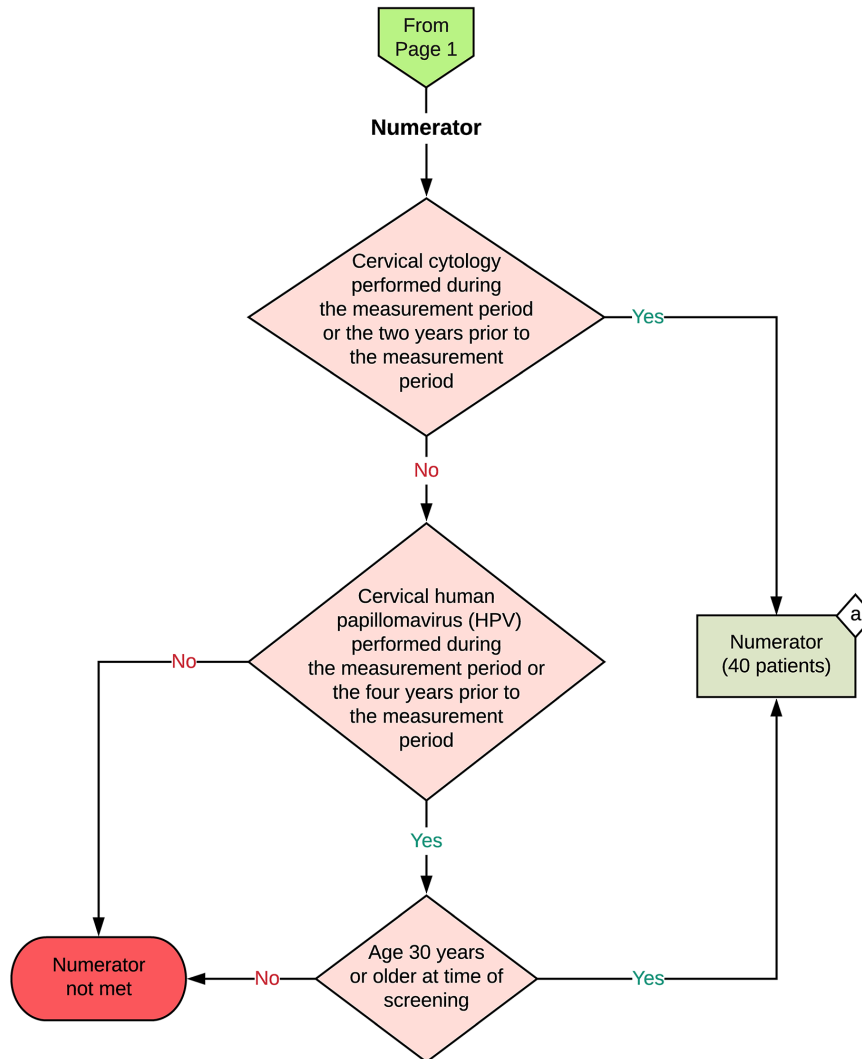 From
Page 1
Numerator
Cervical cytology
performed during
the measurement period
or the two years prior to
the measurement
period
Yes
No
Cervical human
papillomavirus (HPV)
performed during
the measurement period or
the four years prior to
the measurement
period
No
a
Numerator
(40 patients)
Yes
Age 30 years
or older at time of
screening
No
Yes
Numerator
not met